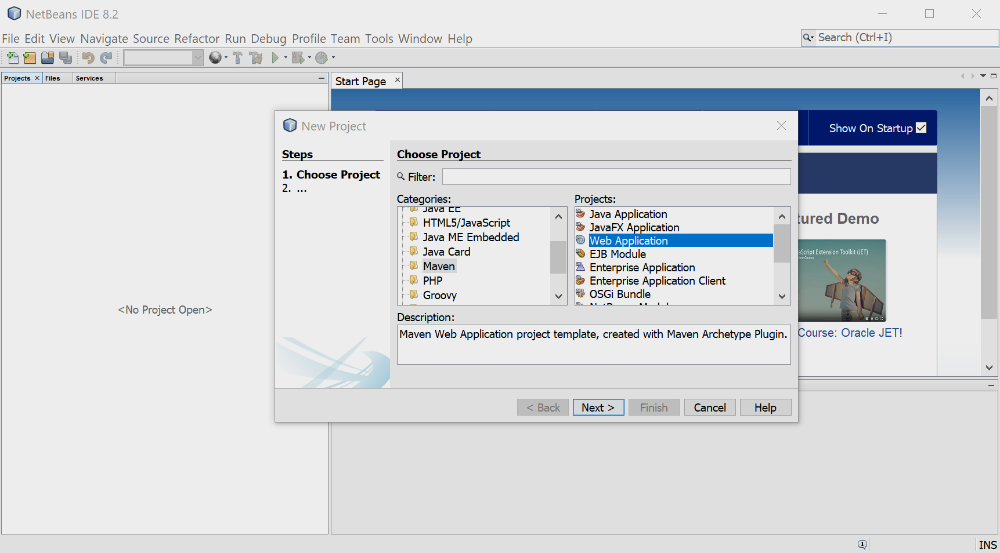 NetBeans IDE 8.2
File Edit View Navigate Source Refactor Run Debug Profile Team Tools Window Help
Search (Ctrl+I)
Projects Files Services
Start Page
Show On Startup
New Project
Steps
1. Choose Project
2. ...
Choose Project
Filter:
Categories:
Java EE
HTML5/JavaScript
Java ME Embedded
Java Card
Maven
PHP
Groovy
Projects:
Java Application
JavaFX Application
Web Application
EJB Module
Enterprise Application
Enterprise Application Client
OSGi Bundle
Description:
Maven Web Application project template, created with Maven Archetype Plugin.
< Back Next > Finish Cancel Help
<No Project Open>
tured Demo
Script Extension Toolkit (JET)
Course
Course: Oracle JET!
1
INS